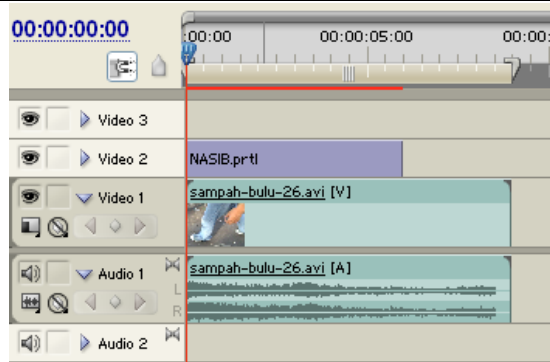 00:00:00:00
:00:00 00:00:05:00 00:00:
Video 3
Video 2 NASIB.prtl
Video 1 sampah-bulu-26.avi [V]
Audio 1 sampah-bulu-26.avi [A]
L
R
Audio 2